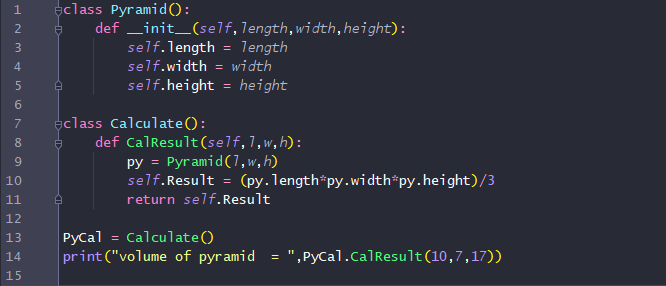 1 class Pyramid():
2     def __init__(self,length,width,height):
3         self.length = length
4         self.width = width
5         self.height = height
6
7 class Calculate():
8     def CalResult(self,l,w,h):
9         py = Pyramid(l,w,h)
10         self.Result = (py.length*py.width*py.height)/3
11         return self.Result
12
13 PyCal = Calculate()
14 print("volume of pyramid  = ",PyCal.CalResult(10,7,17))
15